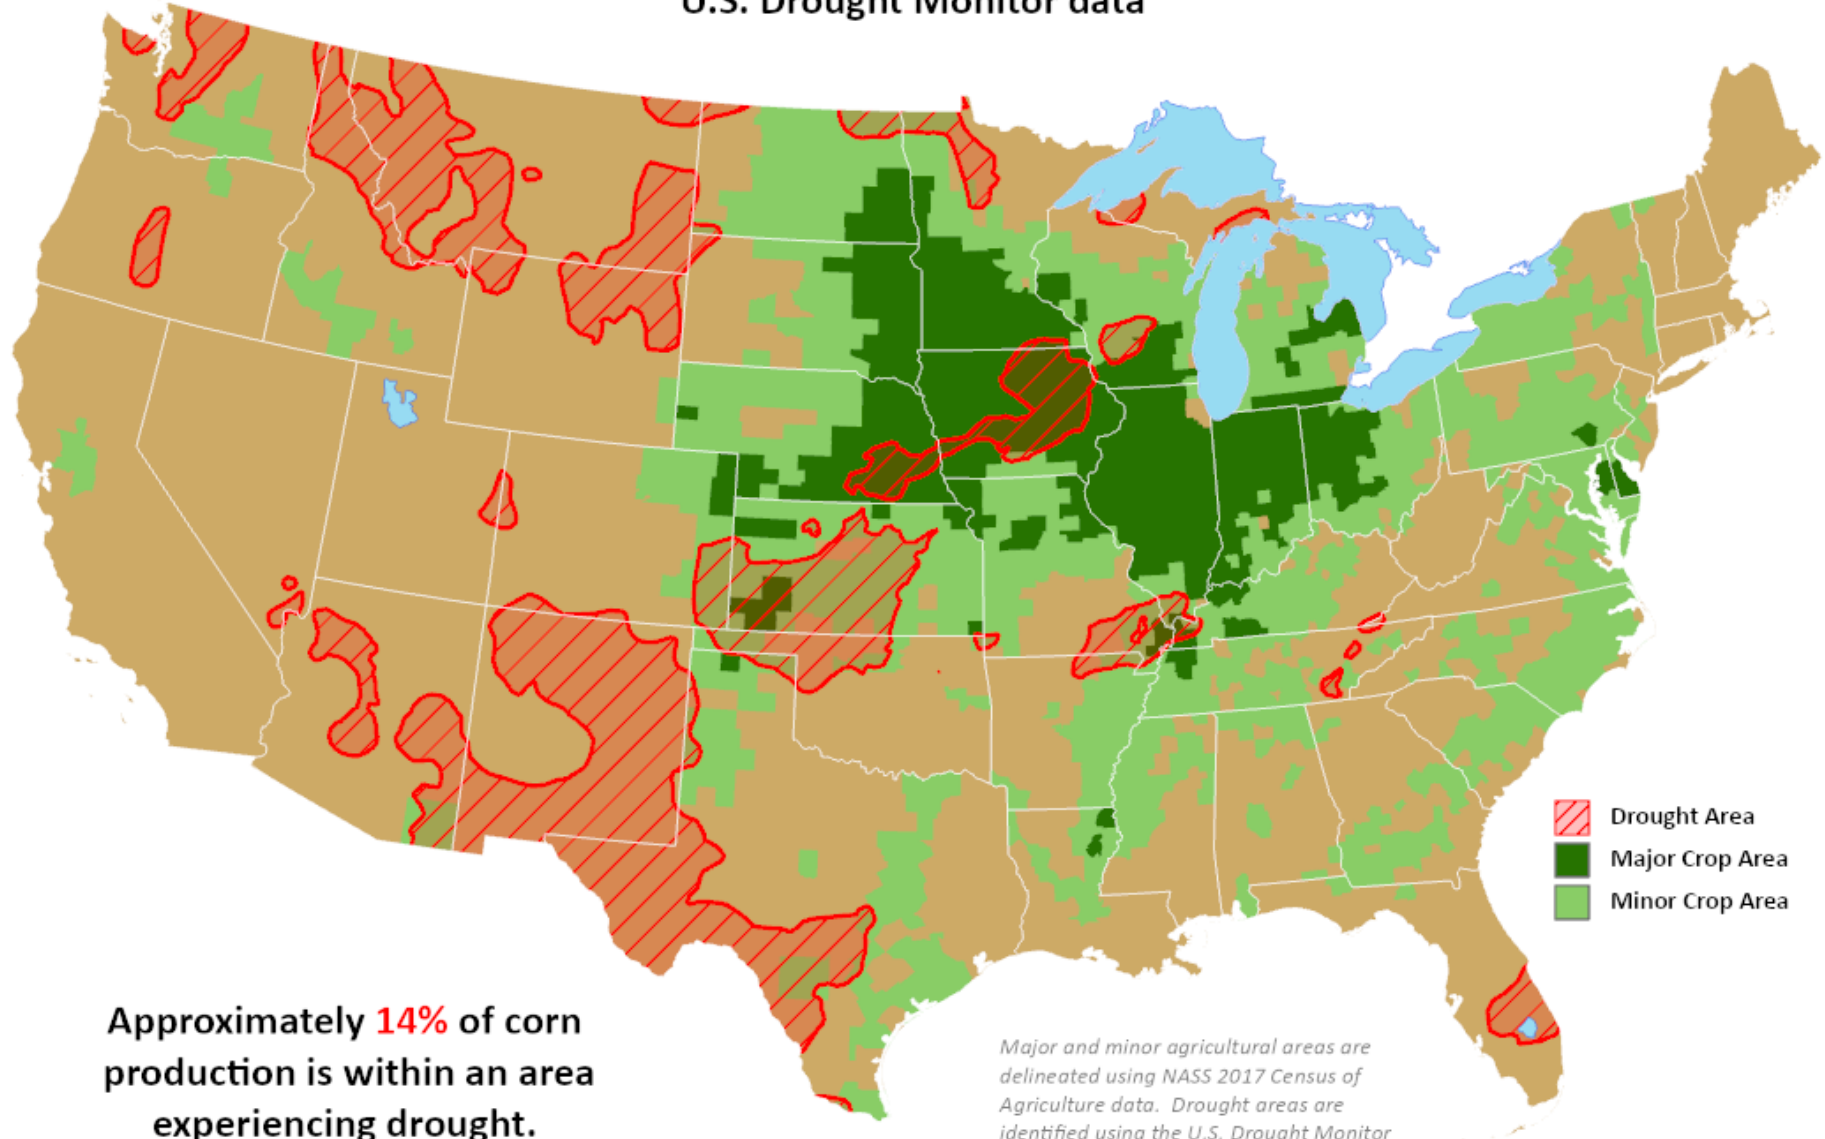 U.S. Drought Monitor data
Drought Area
Major Crop Area
Minor Crop Area
Approximately 14% of corn
production is within an area
experiencing drought.
Major and minor agricultural areas are
delineated using NASS 2017 Census of
Agriculture data. Drought areas are
identified using the U.S. Drought Monitor